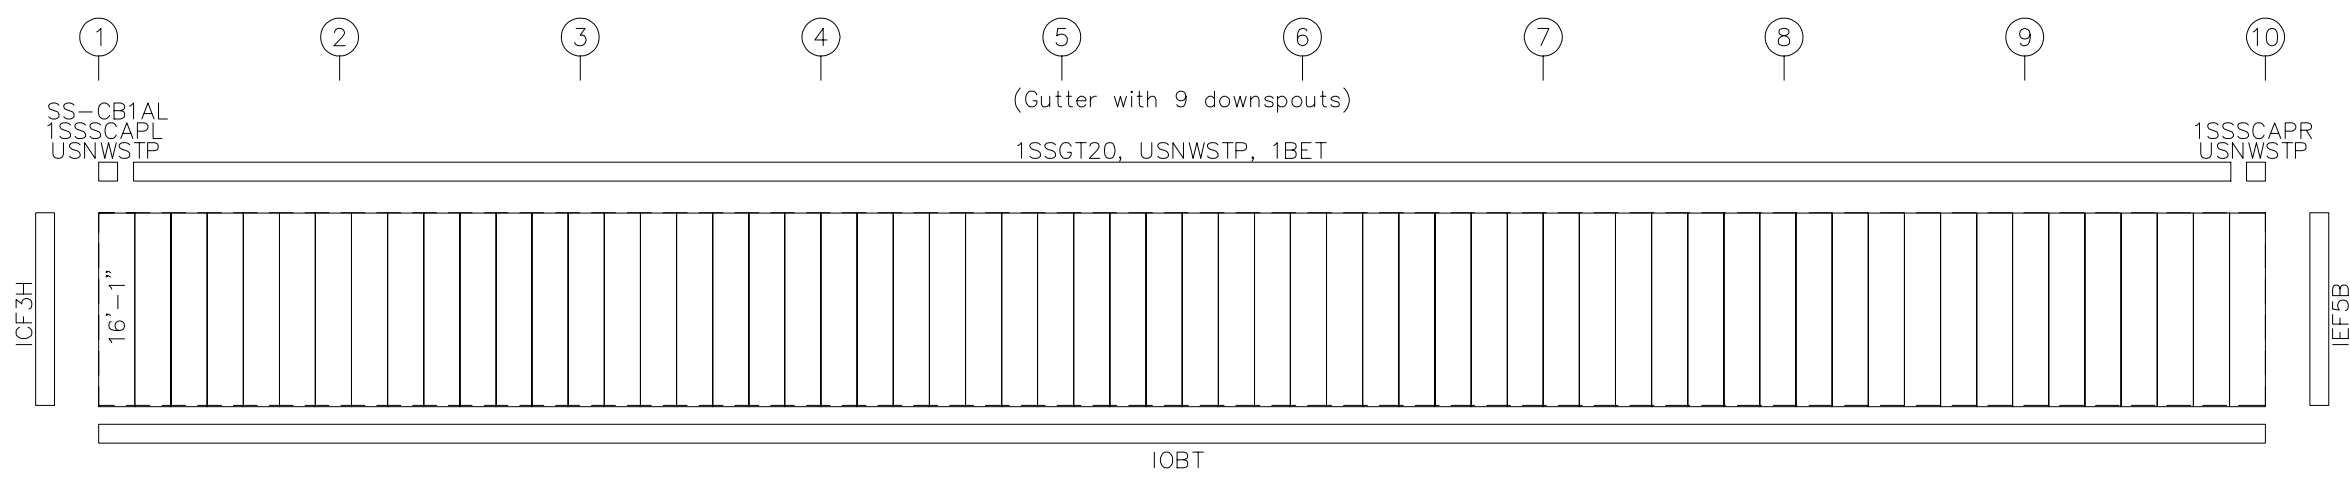 1 2 3 4 5 6 7 8 9 10
(Gutter with 9 downspouts)
SS-CB1AL
1SSSCAPL
USNWSTP
1SSGT20, USNWSTP, 1BET
1SSSCAPR
USNWSTP
ICF3H
16'-1"
IEF5B
IOBT